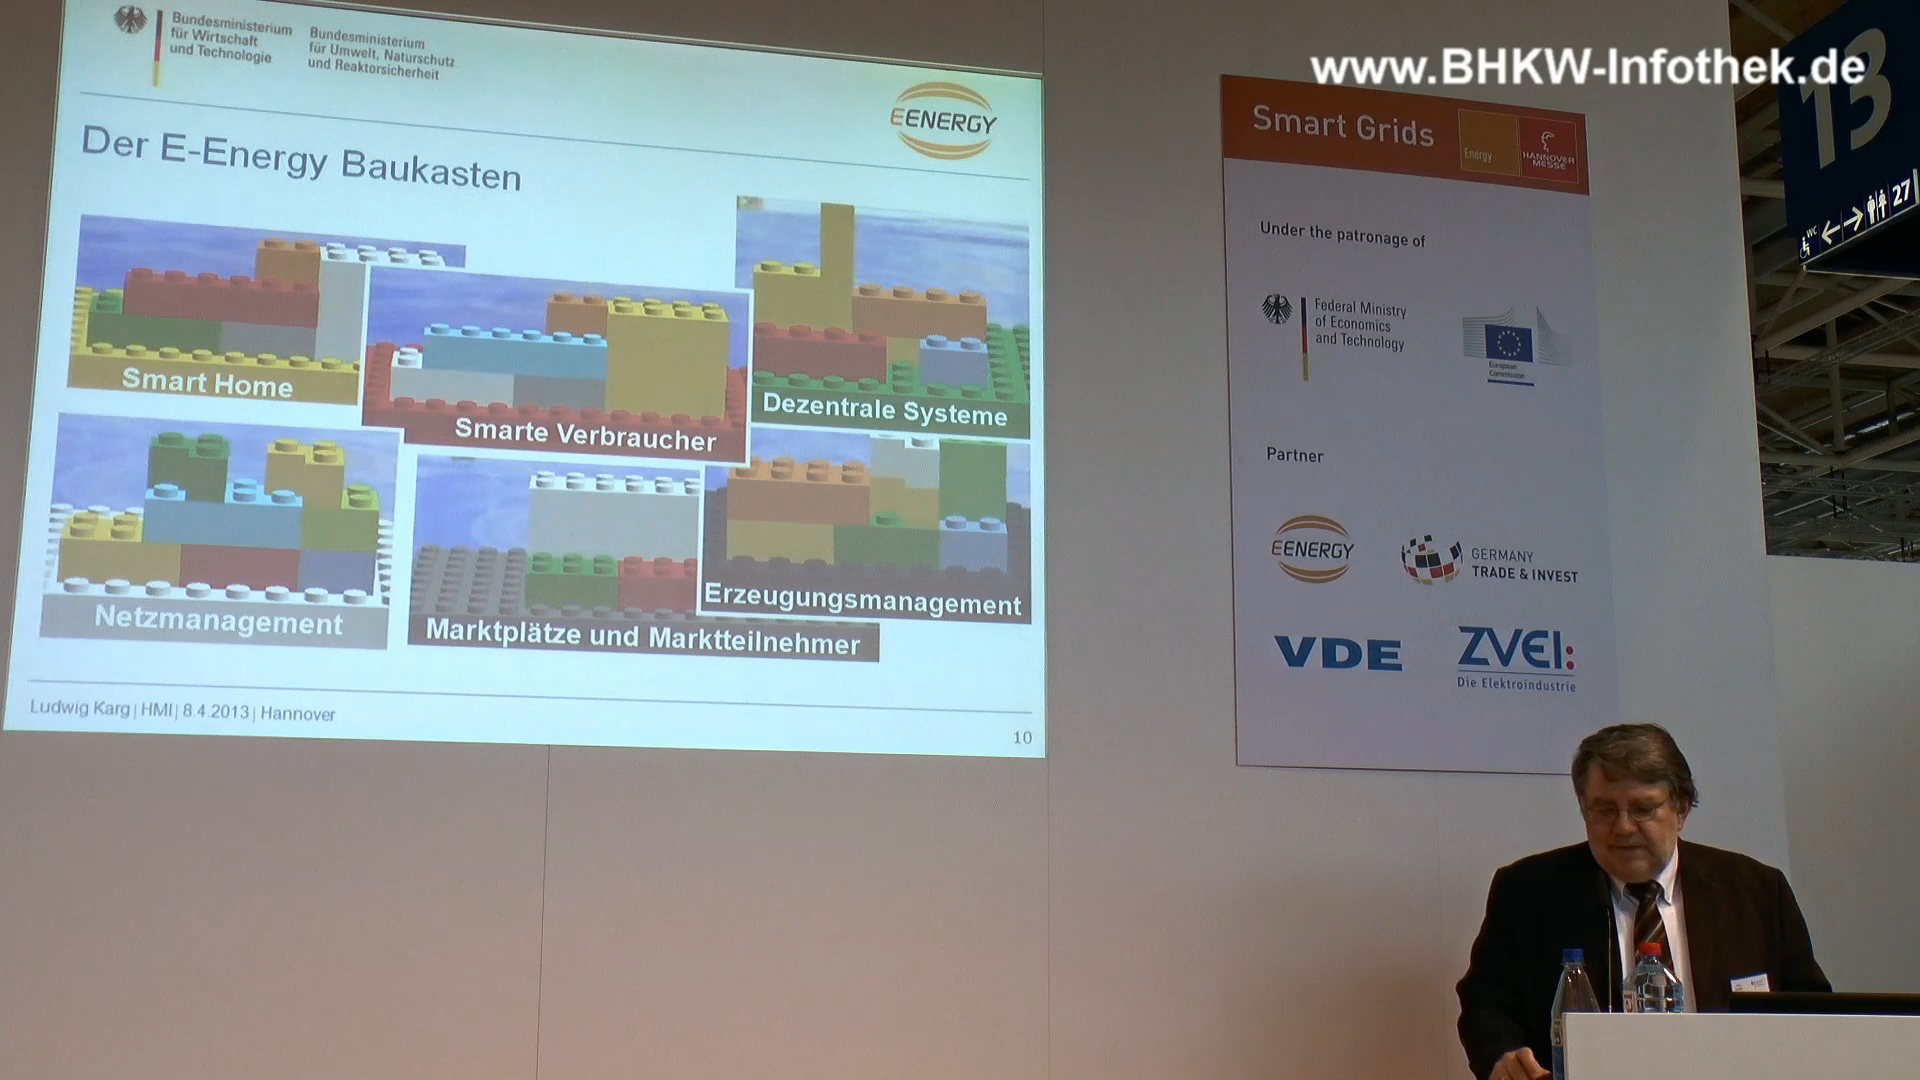 Bundesministerium
für Wirtschaft
und Technologie
Bundesministerium
für Umwelt, Naturschutz
und Reaktorsicherheit
EENERGY
Der E-Energy Baukasten
Smart Home
Smarte Verbraucher
Dezentrale Systeme
Netzmanagement
Marktplätze und Marktteilnehmer
Erzeugungsmanagement
Ludwig Karg | HMI | 8.4.2013 | Hannover
10
www.BHKW-Infothek.de
Smart Grids
Energy
HANNOVER
MESSE
Under the patronage of
Federal Ministry
of Economics
and Technology
European
Commission
Partner
EENERGY
GERMANY
TRADE & INVEST
VDE
ZVEI:
Die Elektroindustrie
13
WC
27